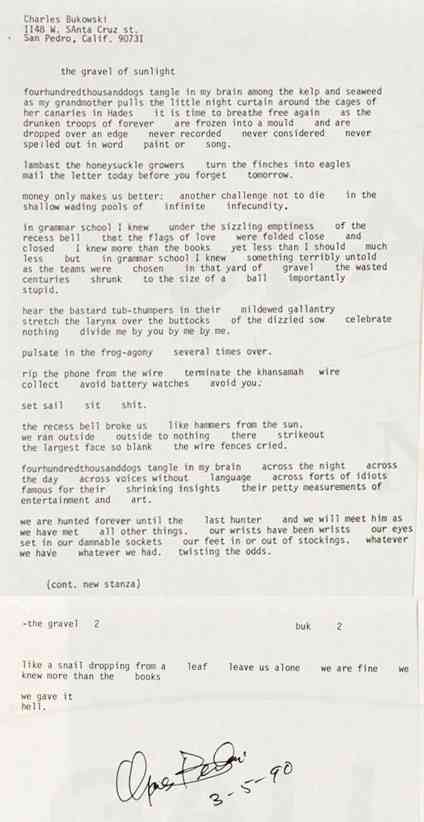 Charles Bukowski
1148 W. SAnta Cruz st.
San Pedro, Calif. 90731
the gravel of sunlight
fourhundredthousanddogs tangle in my brain among the kelp and seaweed
as my grandmother pulls the little night curtain around the cages of
her canaries in Hades it is time to breathe free again as the
drunken troops of forever are frozen into a mould and are
dropped over an edge never recorded never considered never
spelled out in word paint or song.
lambast the honeysuckle growers turn the finches into eagles
mail the letter today before you forget tomorrow.
money only makes us better: another challenge not to die in the
shallow wading pools of infinite infecundity.
in grammar school I knew under the sizzling emptiness of the
recess bell that the flags of love were folded close and
closed I knew more than the books yet less than I should much
less but in grammar school I knew something terribly untold
as the teams were chosen in that yard of gravel the wasted
centuries shrunk to the size of a ball importantly
stupid.
hear the bastard tub-thumpers in their mildewed gallantry
stretch the larynx over the buttocks of the dizzied sow celebrate
nothing divide me by you by me by me.
pulsate in the frog-agony several times over.
rip the phone from the wire terminate the khansamah wire
collect avoid battery watches avoid you.
set sail sit shit.
the recess bell broke us like hammers from the sun.
we ran outside outside to nothing there strikeout
the largest face so blank the wire fences cried.
fourhundredthousanddogs tangle in my brain across the night across
the day across voices without language across forts of idiots
famous for their shrinking insights their petty measurements of
entertainment and art.
we are hunted forever until the last hunter and we will meet him as
we have met all other things. our wrists have been wrists our eyes
set in our damnable sockets our feet in or out of stockings. whatever
we have whatever we had. twisting the odds.
(cont. new stanza)
-the gravel 2 buk 2
like a snail dropping from a leaf leave us alone we are fine we
knew more than the books
we gave it
hell.
3-5-90